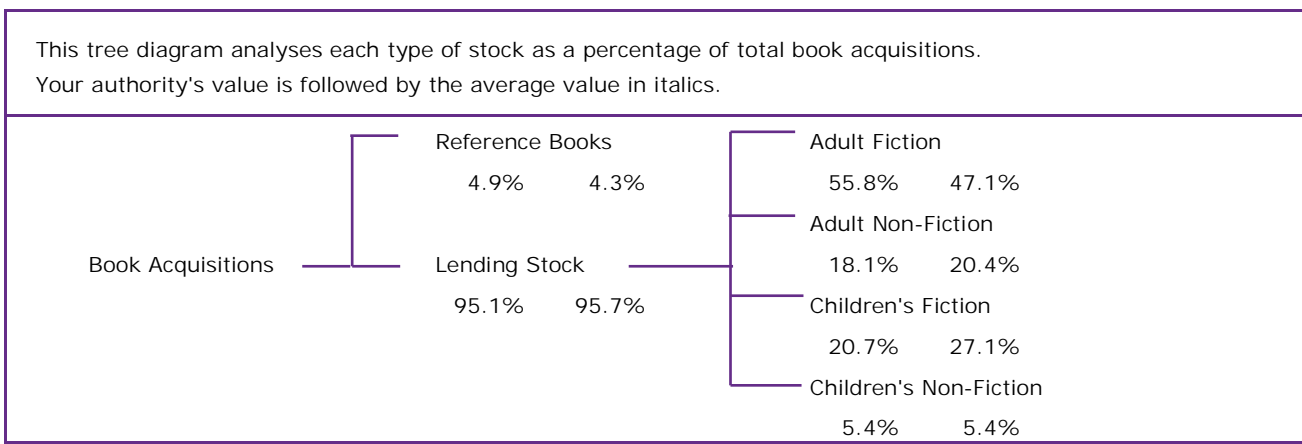 This tree diagram analyses each type of stock as a percentage of total book acquisitions.
Your authority's value is followed by the average value in italics.
Reference Books
4.9% 4.3%
Book Acquisitions
Lending Stock
95.1% 95.7%
Adult Fiction
55.8% 47.1%
Adult Non-Fiction
18.1% 20.4%
Children's Fiction
20.7% 27.1%
Children's Non-Fiction
5.4% 5.4%